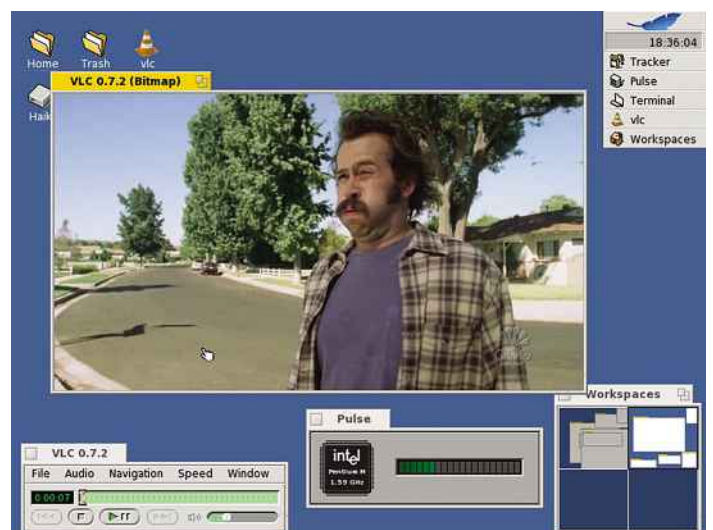 18:36:04
Home
Trash
vlc
Tracker
Pulse
Terminal
vlc
Workspaces
Haik
VLC 0.7.2 (Bitmap)
Workspaces
Pulse
intel
Pentium M
1.59 GHz
VLC 0.7.2
File Audio Navigation Speed Window
0:00:07